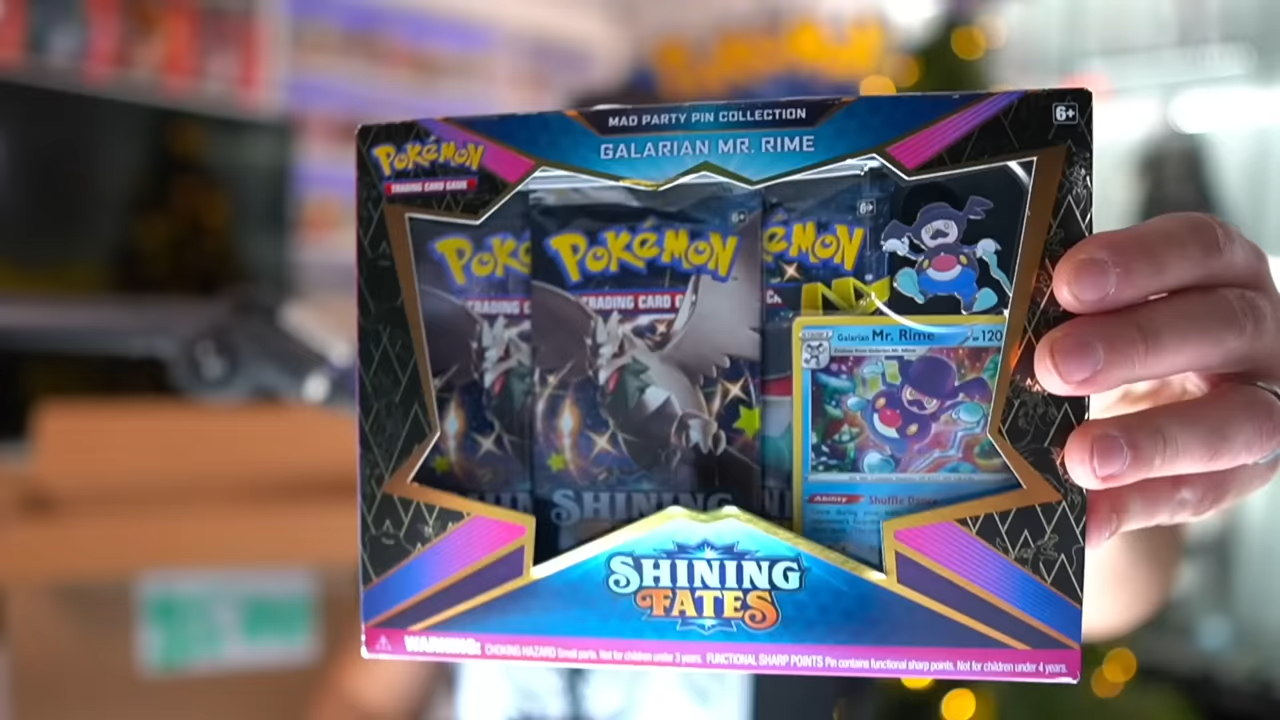 MAD PARTY PIN COLLECTION
GALARIAN MR. RIME
6+
POKéMON
TRADING CARD GAME
POKéMON
TRADING CARD G
SHINING
6+
éMON
6+
Galarian Mr. Rime 120
Ability Shuffle Dance
SHINING
FATES
WARNING: CHOKING HAZARD Small parts. Not for children under 3 years. FUNCTIONAL SHARP POINTS Pin contains functional sharp points. Not for children under 4 years.